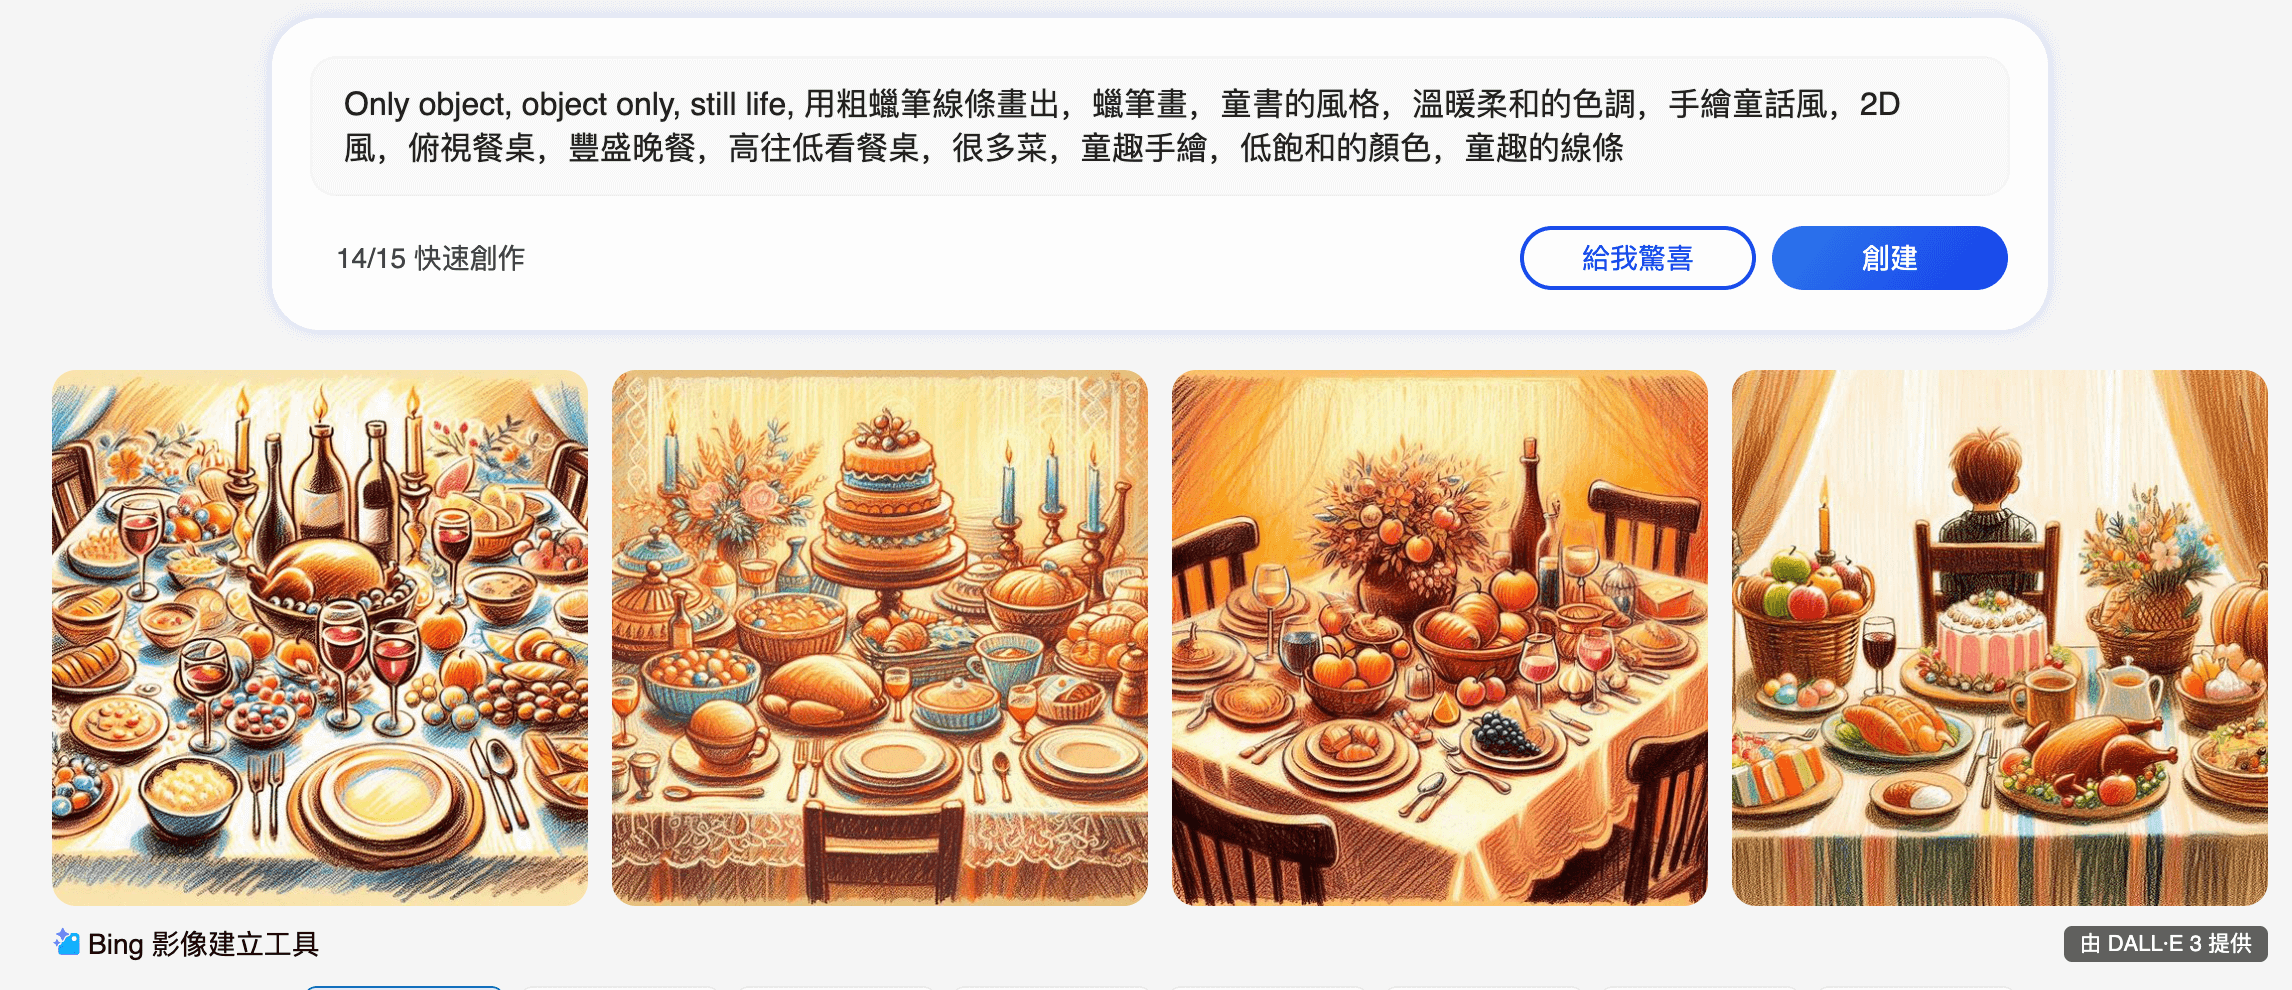 Only object, object only, still life, 用粗蠟筆線條畫出，蠟筆畫，童書的風格，溫暖柔和的色調，手繪童話風，2D
風，俯視餐桌，豐盛晚餐，高往低看餐桌，很多菜，童趣手繪，低飽和的顏色，童趣的線條
14/15 快速創作
給我驚喜
創建
Bing 影像建立工具
由 DALL·E 3 提供